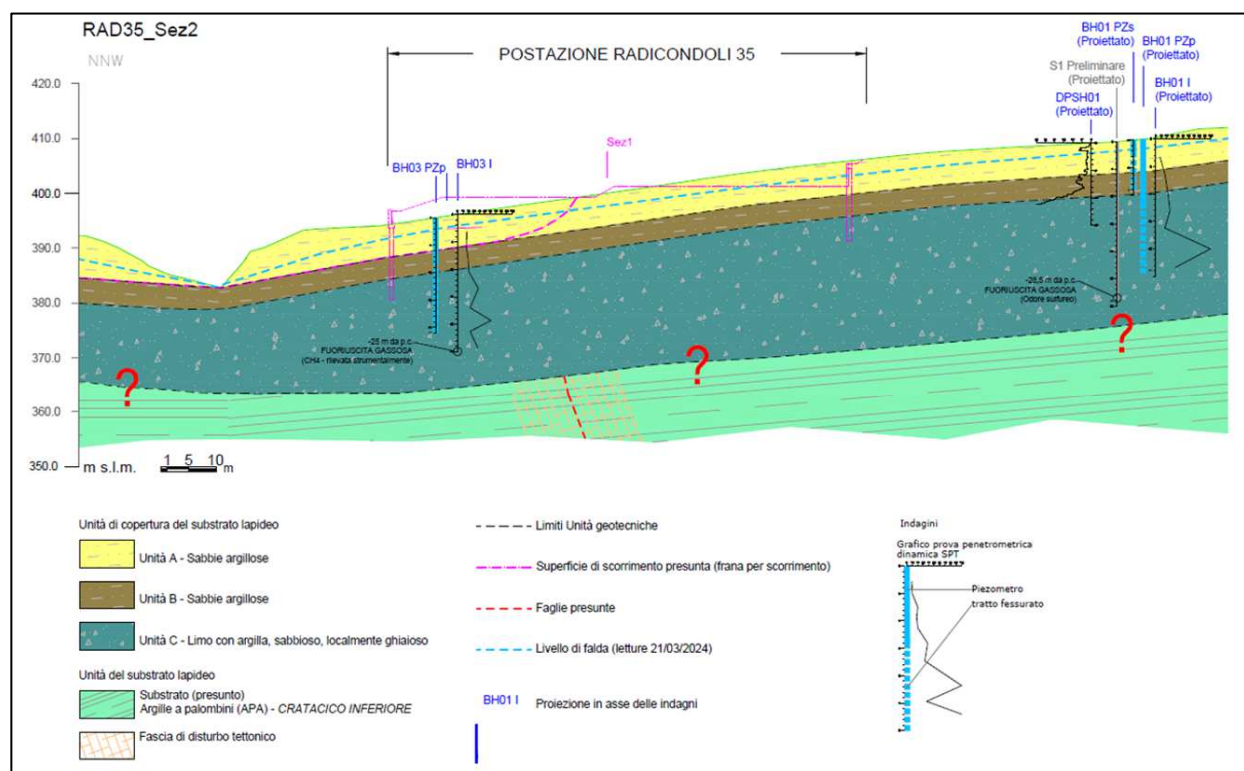 RAD35_Sez2
NNW
POSTAZIONE RADICONDOLI 35
BH01 PZs
(Proiettato)
BH01 PZp
(Proiettato)
S1 Preliminare
(Proiettato)
DPSH01
(Proiettato)
BH01 I
(Proiettato)
Sez1
BH03 PZp
BH03 I
420.0
410.0
400.0
390.0
380.0
370.0
360.0
350.0
m s.l.m.
1 5 10
m
-25 m da p.c.
FUORIUSCITA GASSOSA
(CH4 - rilevata strumentalmente)
-28,5 m da p.c.
FUORIUSCITA GASSOSA
(Odore sulfureo)
?
?
?
Unità di copertura del substrato lapideo
Unità A - Sabbie argillose
Unità B - Sabbie argillose
Unità C - Limo con argilla, sabbioso, localmente ghiaioso
Unità del substrato lapideo
Substrato (presunto)
Argille a palombini (APA) - CRATACICO INFERIORE
Fascia di disturbo tettonico
Limiti Unità geotecniche
Superficie di scorrimento presunta (frana per scorrimento)
Faglie presunte
Livello di falda (letture 21/03/2024)
BH01 I
Proiezione in asse delle indagni
Indagini
Grafico prova penetrometrica
dinamica SPT
Piezometro
tratto fessurato